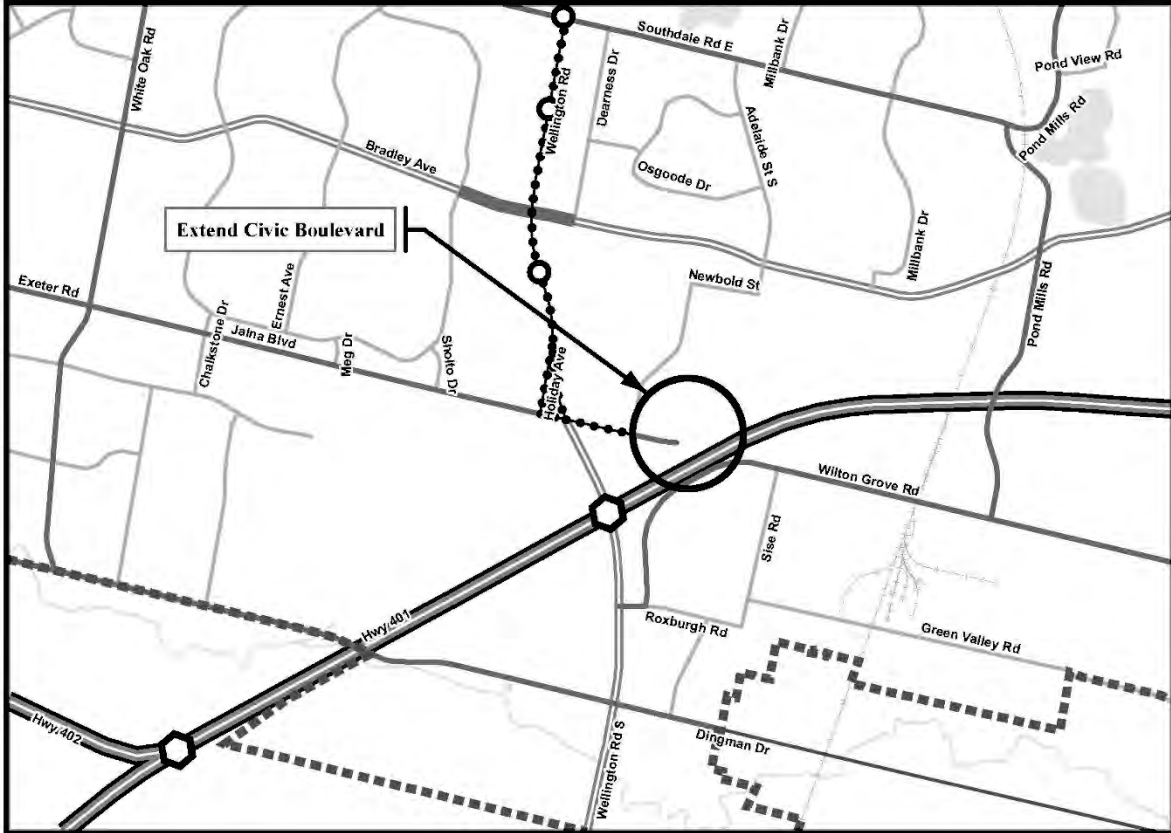 Southdale Rd E
Millbank Dr
Pond View Rd
White Oak Rd
Wellington Rd
Dearness Dr
Adelaide St S
Pond Mills Rd
Bradley Ave
Osgoode Dr
Extend Civic Boulevard
Millbank Dr
Newbold St
Pond Mills Rd
Exeter Rd
Ernest Ave
Chalkstone Dr
Jalna Blvd
Meg Dr
Sholto Dr
Holiday Ave
Wilton Grove Rd
Sise Rd
Hwy 401
Roxburgh Rd
Green Valley Rd
Hwy 402
Dingman Dr
Wellington Rd S